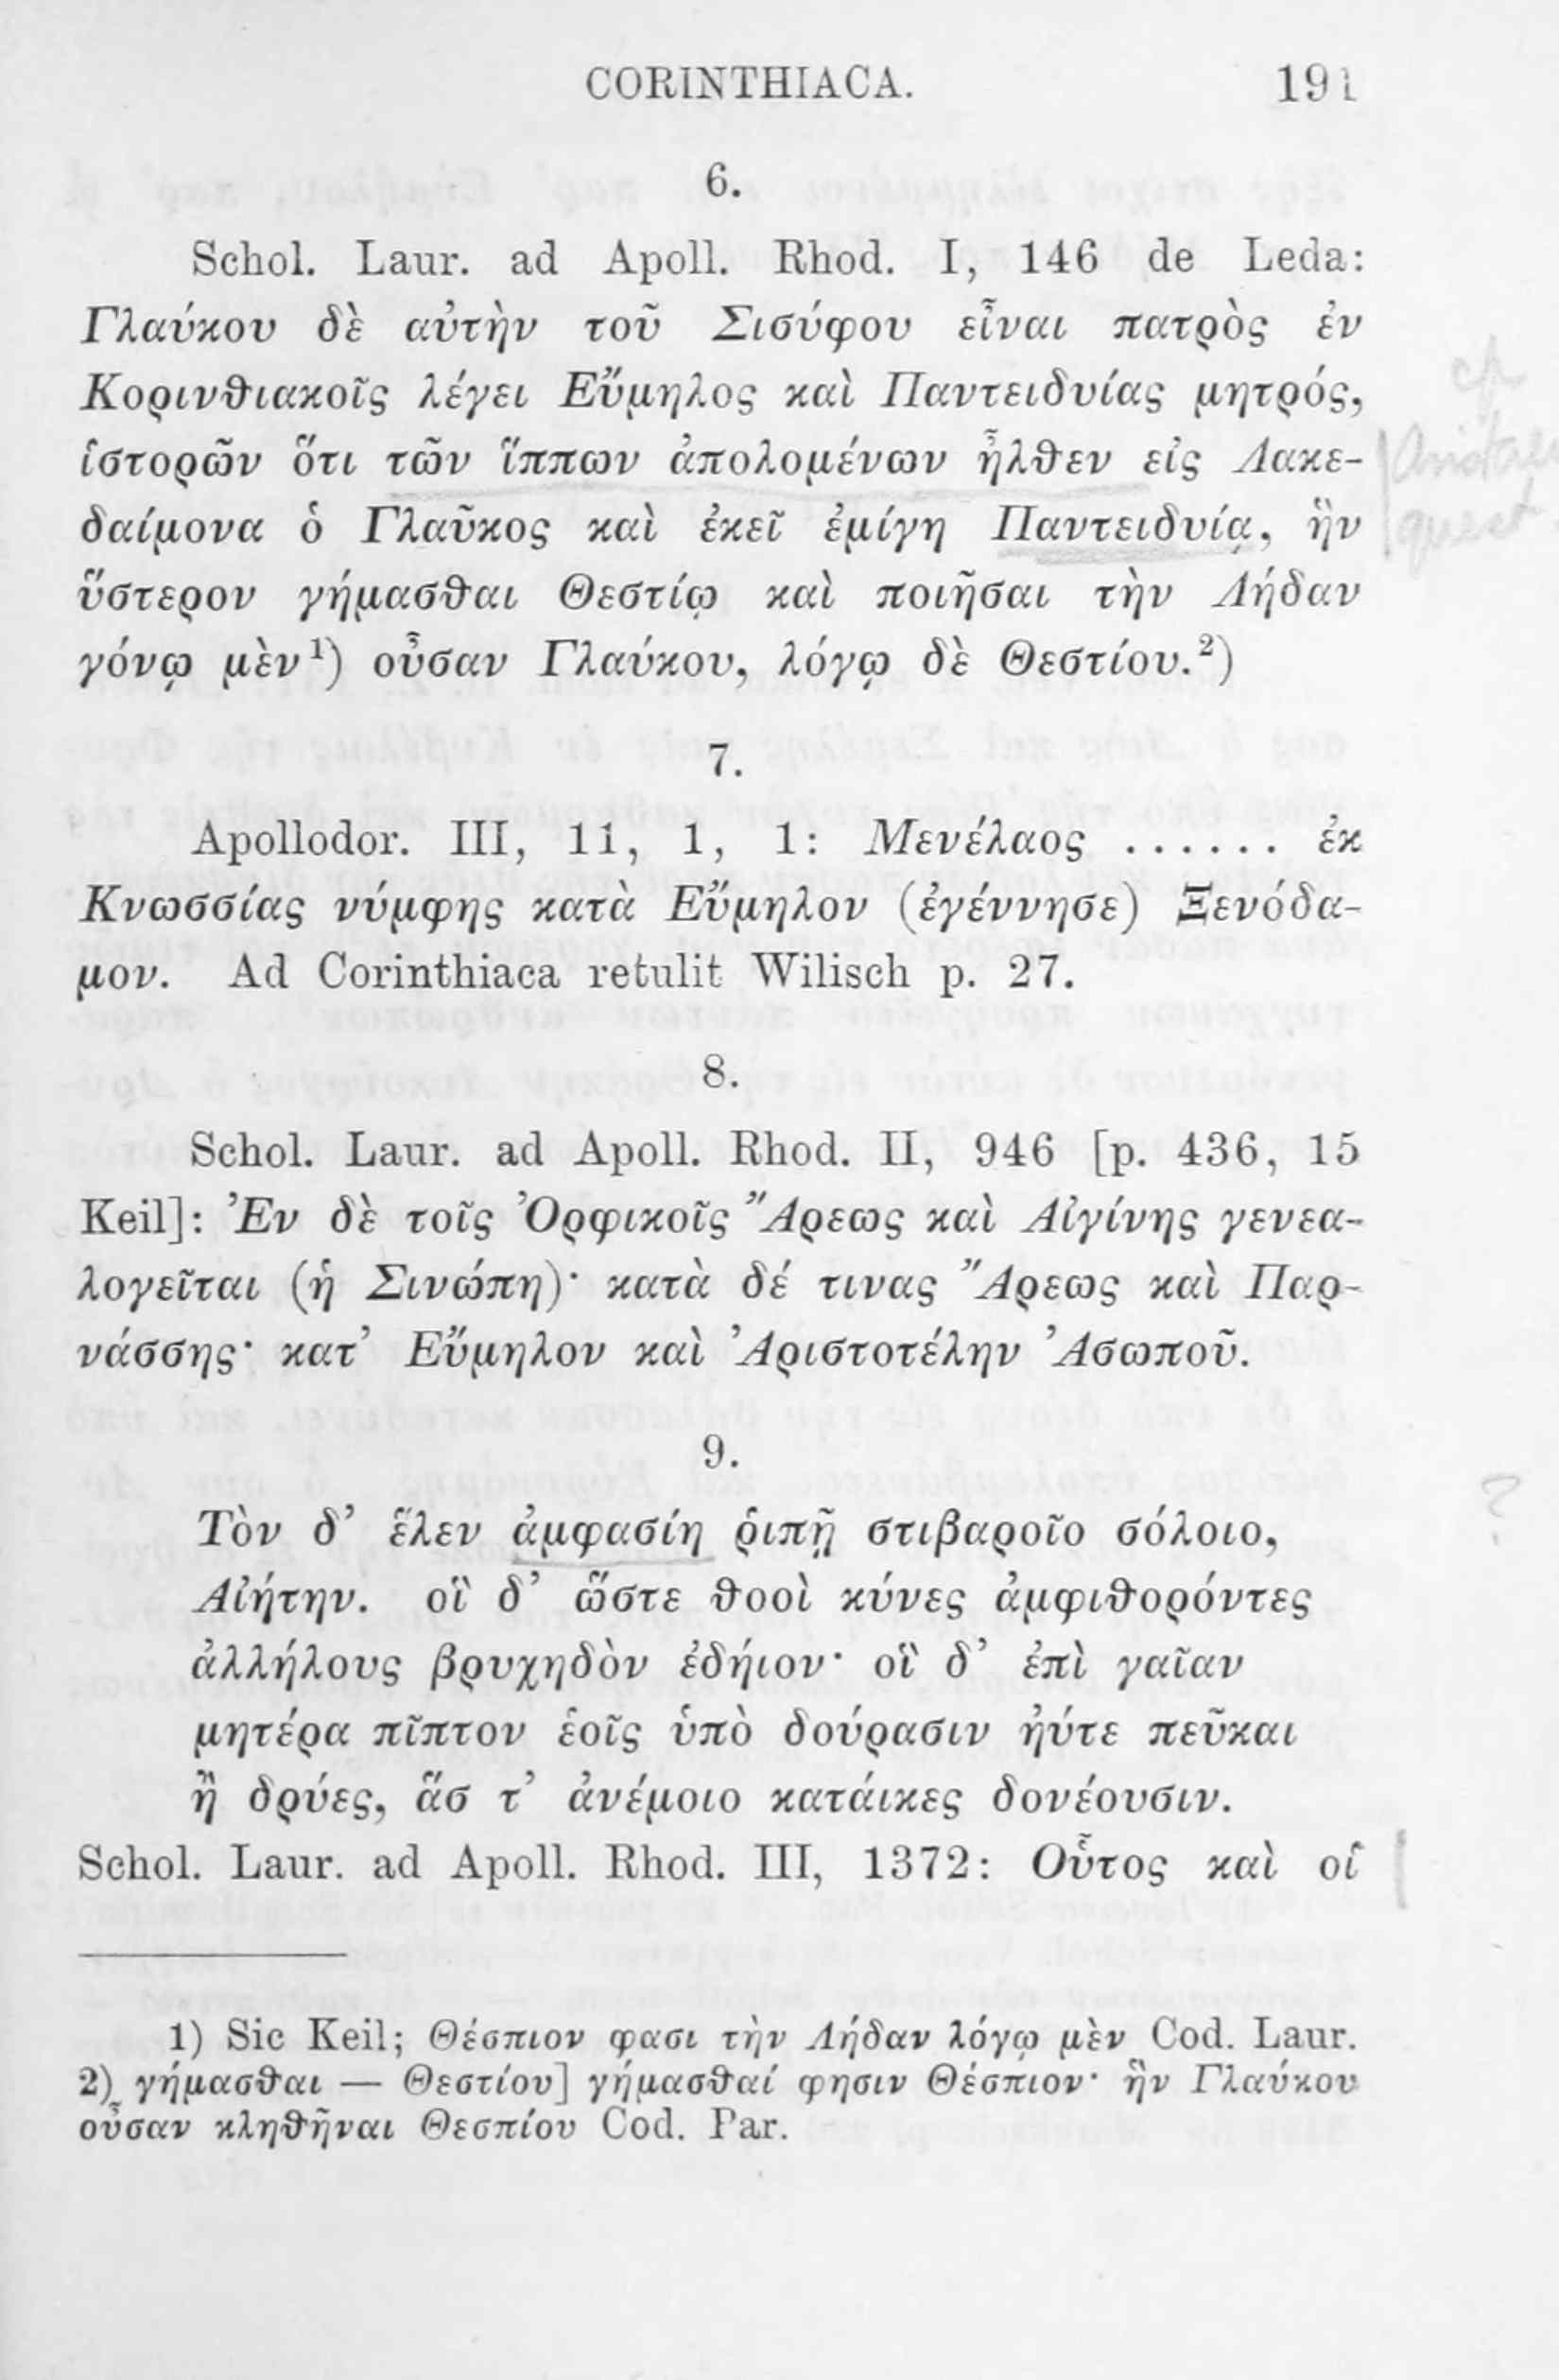 CORINTHIACA. 191
6.
Schol. Laur. ad Apoll. Rhod. I, 146 de Leda:
Γλαύκου δὲ αὐτὴν τοῦ Σισύφου εἶναι πατρὸς ἐν
Κορινθιακοῖς λέγει Εὔμηλος καὶ Παντειδυίας μητρός,
ἱστορῶν ὅτι τῶν ἵππων ἀπολομένων ἦλθεν εἰς Λακε-
δαίμονα ὁ Γλαῦκος καὶ ἐκεῖ ἐμίγη Παντειδυίᾳ, ἣν
ὕστερον γήμασθαι Θεστίῳ καὶ ποιῆσαι τὴν Λήδαν
γόνῳ μὲν¹) οὖσαν Γλαύκου, λόγῳ δὲ Θεστίου.²)
7.
Apollodor. III, 11, 1, 1: Μενέλαος ...... ἐκ
Κνωσσίας νύμφης κατὰ Εὔμηλον (ἐγέννησε) Ξενόδα-
μον. Ad Corinthiaca retulit Wilisch p. 27.
8.
Schol. Laur. ad Apoll. Rhod. II, 946 [p. 436, 15
Keil]: Ἐν δὲ τοῖς Ὀρφικοῖς Ἄρεως καὶ Αἰγίνης γενεα-
λογεῖται (ἡ Σινώπη)· κατὰ δέ τινας Ἄρεως καὶ Παρ-
νάσσης· κατ’ Εὔμηλον καὶ Ἀριστοτέλην Ἀσωποῦ.
9.
Τὸν δ’ ἕλεν ἀμφασίη ῥιπῇ στιβαροῖο σόλοιο,
Αἰήτην. οἳ δ’ ὥστε θοοὶ κύνες ἀμφιθορόντες
ἀλλήλους βρυχηδὸν ἐδήιον· οἳ δ’ ἐπὶ γαῖαν
μητέρα πῖπτον ἑοῖς ὑπὸ δούρασιν ἠύτε πεῦκαι
ἢ δρύες, ἅσ τ’ ἀνέμοιο κατάικες δονέουσιν.
Schol. Laur. ad Apoll. Rhod. III, 1372: Οὗτος καὶ οἱ
1) Sic Keil; Θέσπιον φασι τὴν Λήδαν λόγῳ μὲν Cod. Laur.
2) γήμασθαι — Θεστίου] γήμασθαί φησιν Θέσπιον· ἣν Γλαύκου
οὖσαν κληθῆναι Θεσπίου Cod. Par.
cf
?